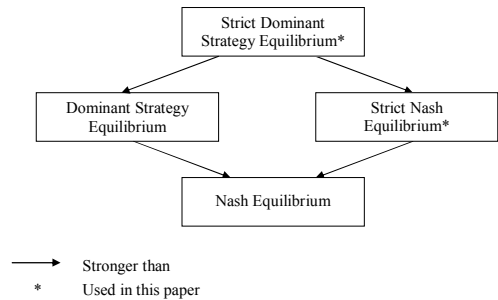 Strict Dominant
Strategy Equilibrium*
Dominant Strategy
Equilibrium
Strict Nash
Equilibrium*
Nash Equilibrium
Stronger than
* Used in this paper